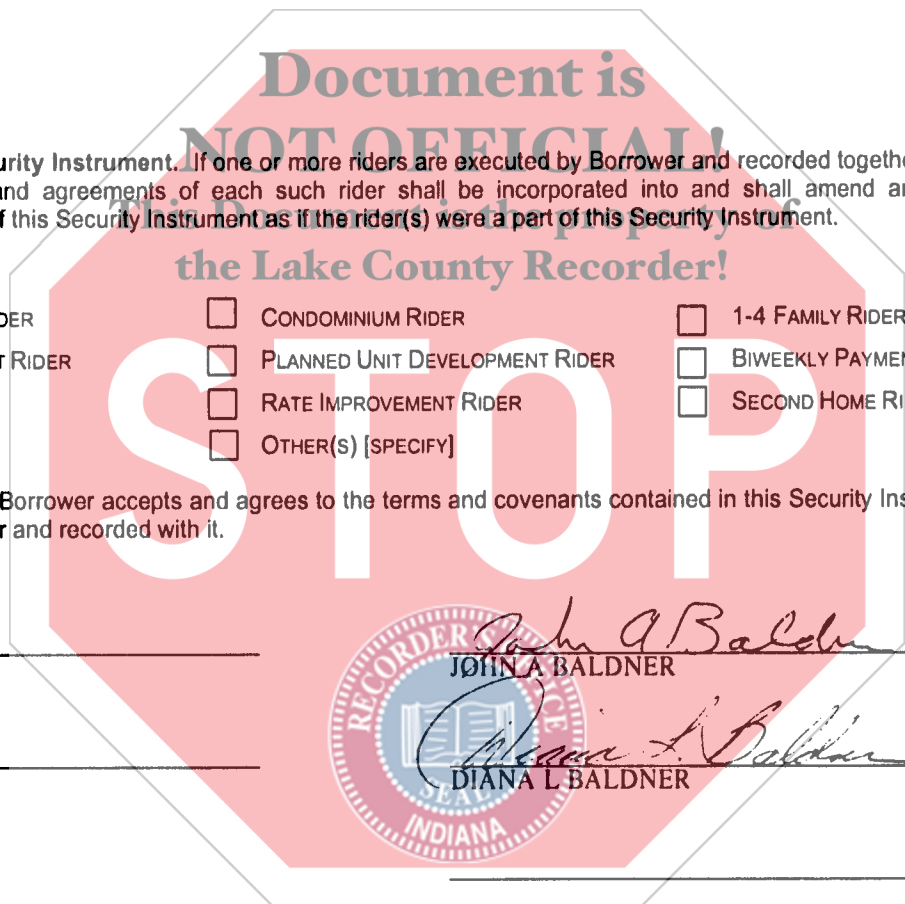 Document is
NOT OFFICIAL!
urity Instrument. If one or more riders are executed by Borrower and recorded togethe
nd agreements of each such rider shall be incorporated into and shall amend a
This Document is the property of
f this Security Instrument as if the rider(s) were a part of this Security Instrument.
the Lake County Recorder!
DER ☐ CONDOMINIUM RIDER ☐ 1-4 FAMILY RIDER
T RIDER ☐ PLANNED UNIT DEVELOPMENT RIDER ☐ BIWEEKLY PAYMEN
☐ RATE IMPROVEMENT RIDER ☐ SECOND HOME RI
☐ OTHER(S) [SPECIFY]
STOP
Borrower accepts and agrees to the terms and covenants contained in this Security Ins
r and recorded with it.
John A Baldner
JOHN A BALDNER
Diana L. Baldner
DIANA L BALDNER
RECORDER'S OFFICE
SEAL
INDIANA